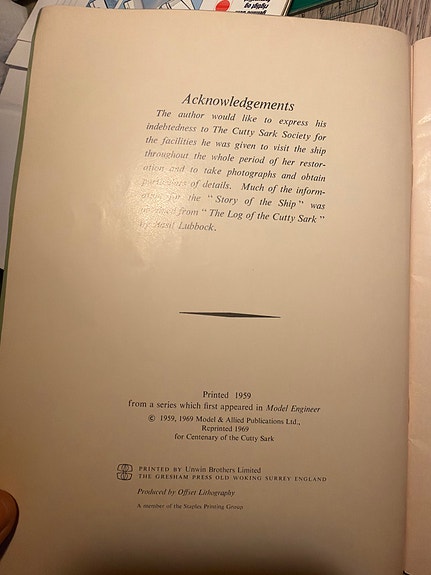 Acknowledgements
The author would like to express his
indebtedness to The Cutty Sark Society for
the facilities he was given to visit the ship
throughout the whole period of her restor-
ation and to take photographs and obtain
particulars of details. Much of the inform-
ation for the "Story of the Ship" was
from "The Log of the Cutty Sark"
by Basil Lubbock.
Printed 1959
from a series which first appeared in Model Engineer
© 1959, 1969 Model & Allied Publications Ltd.,
Reprinted 1969
for Centenary of the Cutty Sark
PRINTED BY Unwin Brothers Limited
THE GRESHAM PRESS OLD WOKING SURREY ENGLAND
Produced by Offset Lithography
A member of the Staples Printing Group